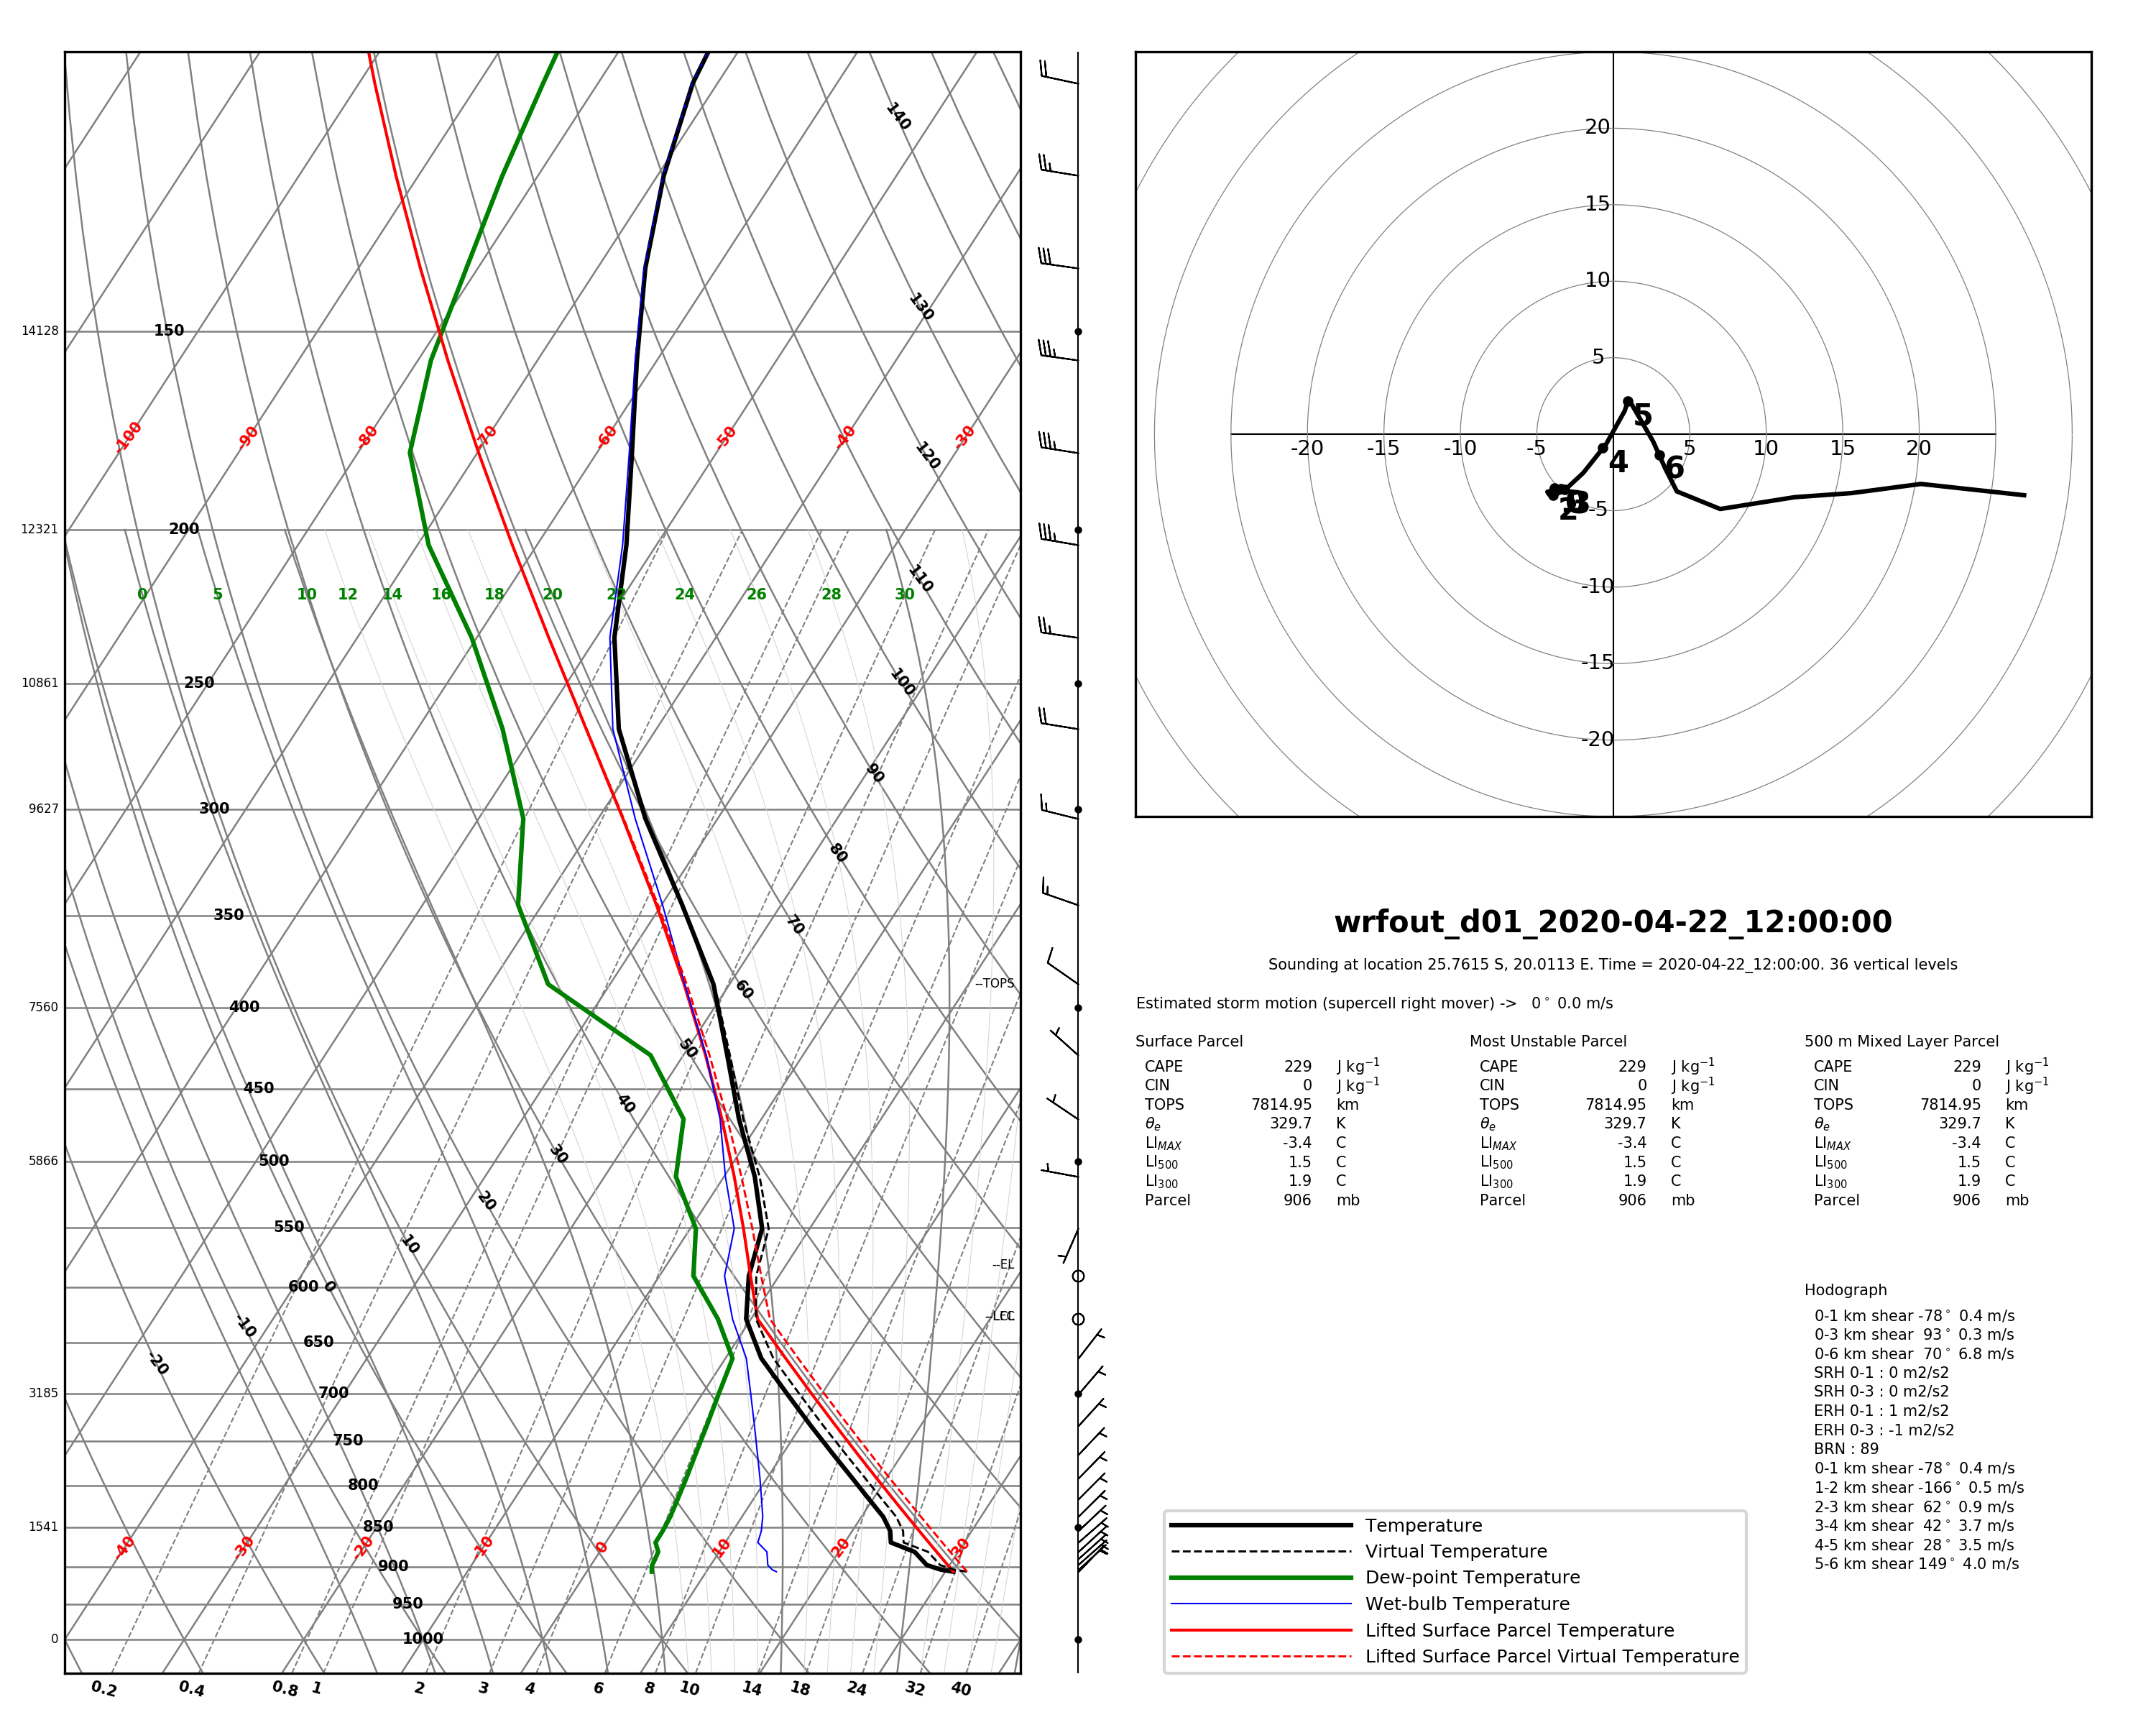 140
130
14128 150
-100 -90 -80 -70 -60 -50 -40 -30
120
12321 200
110
0 5 10 12 14 16 18 20 22 24 26 28 30
10861 250
100
90
9627 300
80
350
70
--TOPS
60
7560 400
50
450
40
5866 500
30
20
550
10
--EL
600 0
-10
650
-20
3185 700
750
800
1541 850
-40 -30 -20 -10 0 10 20 30
900
950
0 1000
0.2 0.4 0.8 1 2 3 4 6 8 10 14 18 24 32 40
20
15
10
5
-20 -15 -10 -5 5 10 15 20
-5
-10
-15
-20
5
4
6
2
wrfout_d01_2020-04-22_12:00:00
Sounding at location 25.7615 S, 20.0113 E. Time = 2020-04-22_12:00:00. 36 vertical levels
Estimated storm motion (supercell right mover) -> 0° 0.0 m/s
Surface Parcel
CAPE 229 J kg−1
CIN 0 J kg−1
TOPS 7814.95 km
θe 329.7 K
LIMAX -3.4 C
LI500 1.5 C
LI300 1.9 C
Parcel 906 mb
Most Unstable Parcel
CAPE 229 J kg−1
CIN 0 J kg−1
TOPS 7814.95 km
θe 329.7 K
LIMAX -3.4 C
LI500 1.5 C
LI300 1.9 C
Parcel 906 mb
500 m Mixed Layer Parcel
CAPE 229 J kg−1
CIN 0 J kg−1
TOPS 7814.95 km
θe 329.7 K
LIMAX -3.4 C
LI500 1.5 C
LI300 1.9 C
Parcel 906 mb
Hodograph
0-1 km shear -78° 0.4 m/s
0-3 km shear 93° 0.3 m/s
0-6 km shear 70° 6.8 m/s
SRH 0-1 : 0 m2/s2
SRH 0-3 : 0 m2/s2
ERH 0-1 : 1 m2/s2
ERH 0-3 : -1 m2/s2
BRN : 89
0-1 km shear -78° 0.4 m/s
1-2 km shear -166° 0.5 m/s
2-3 km shear 62° 0.9 m/s
3-4 km shear 42° 3.7 m/s
4-5 km shear 28° 3.5 m/s
5-6 km shear 149° 4.0 m/s
Temperature
Virtual Temperature
Dew-point Temperature
Wet-bulb Temperature
Lifted Surface Parcel Temperature
Lifted Surface Parcel Virtual Temperature